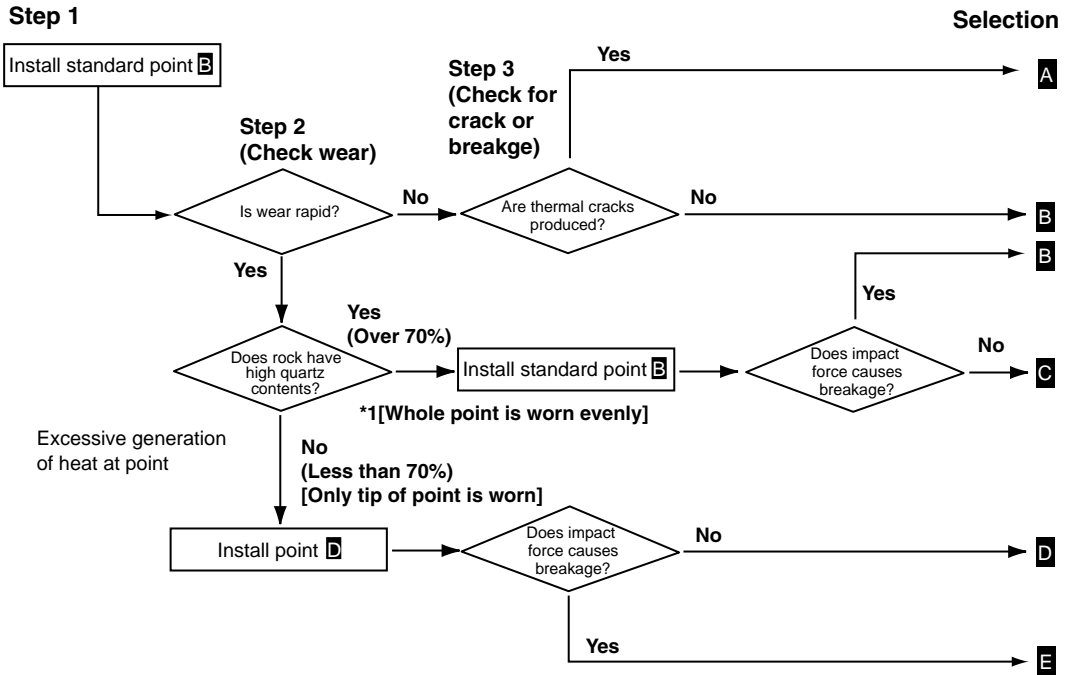 Step 1
Selection
Install standard point B
Yes
A
Step 3
(Check for
crack or
breakge)
Step 2
(Check wear)
Is wear rapid?
No
Are thermal cracks
produced?
No
B
B
Yes
Yes
Yes
(Over 70%)
Does rock have
high quartz
contents?
Install standard point B
Does impact
force causes
breakage?
No
C
*1[Whole point is worn evenly]
Excessive generation
of heat at point
No
(Less than 70%)
[Only tip of point is worn]
Install point D
Does impact
force causes
breakage?
No
D
Yes
E